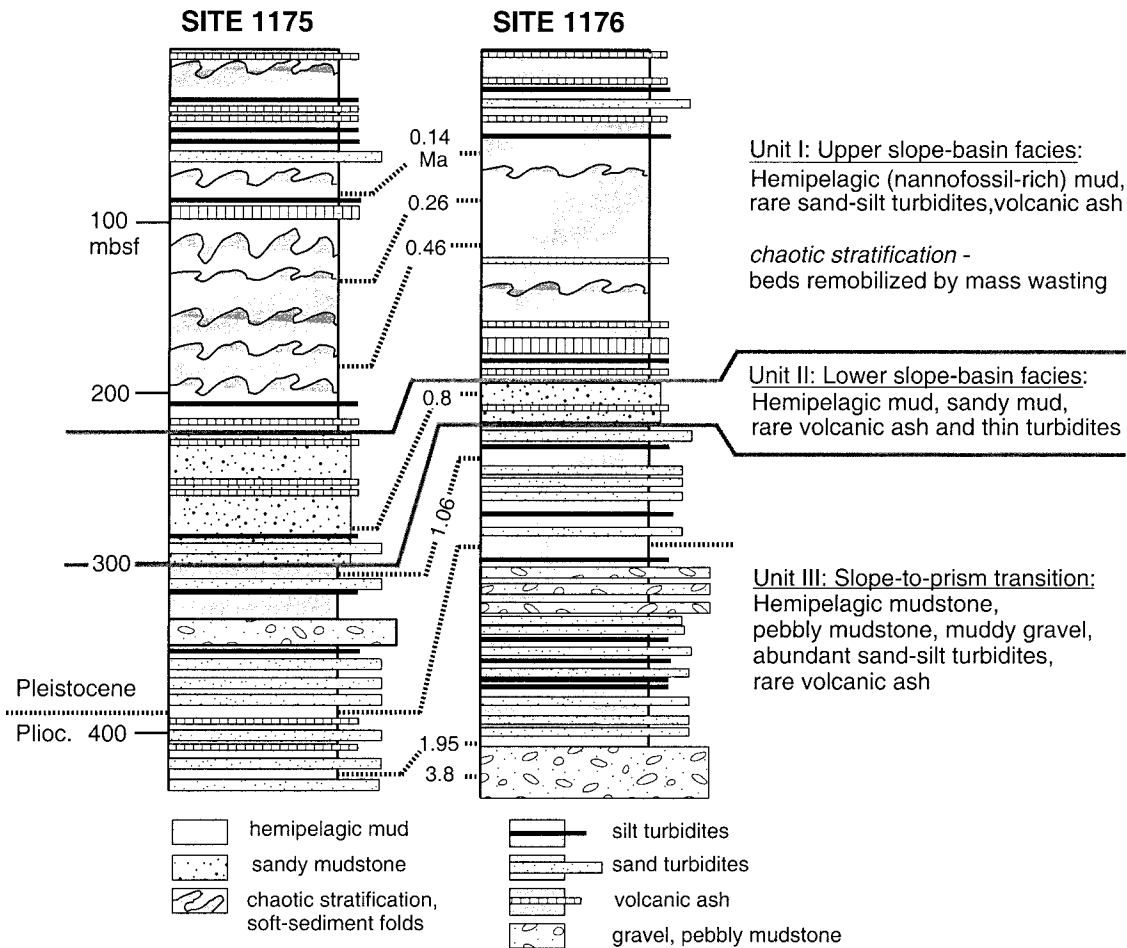 SITE 1175
SITE 1176
0.14
Ma
0.26
0.46
0.8
1.06
1.95
3.8
100
mbsf
200
300
Pleistocene
Plioc. 400
Unit I: Upper slope-basin facies:
Hemipelagic (nannofossil-rich) mud,
rare sand-silt turbidites,volcanic ash
chaotic stratification -
beds remobilized by mass wasting
Unit II: Lower slope-basin facies:
Hemipelagic mud, sandy mud,
rare volcanic ash and thin turbidites
Unit III: Slope-to-prism transition:
Hemipelagic mudstone,
pebbly mudstone, muddy gravel,
abundant sand-silt turbidites,
rare volcanic ash
hemipelagic mud
sandy mudstone
chaotic stratification,
soft-sediment folds
silt turbidites
sand turbidites
volcanic ash
gravel, pebbly mudstone